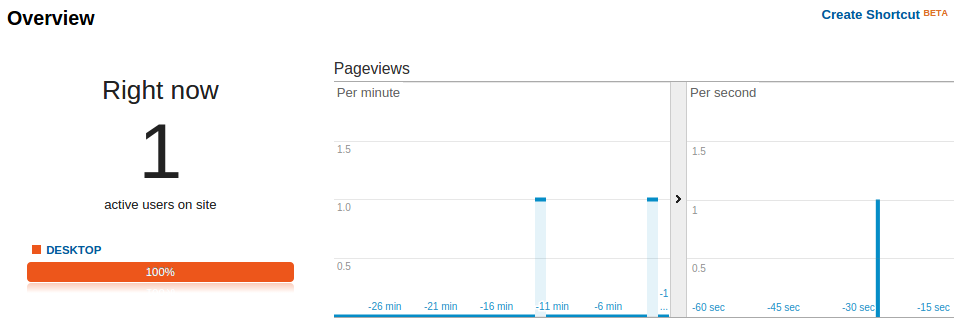 Overview
Create Shortcut BETA
Right now
1
active users on site
DESKTOP
100%
Pageviews
Per minute
1.5
1.0
0.5
-26 min -21 min -16 min -11 min -6 min -1 ...
Per second
1.5
1
0.5
-60 sec -45 sec -30 sec -15 sec